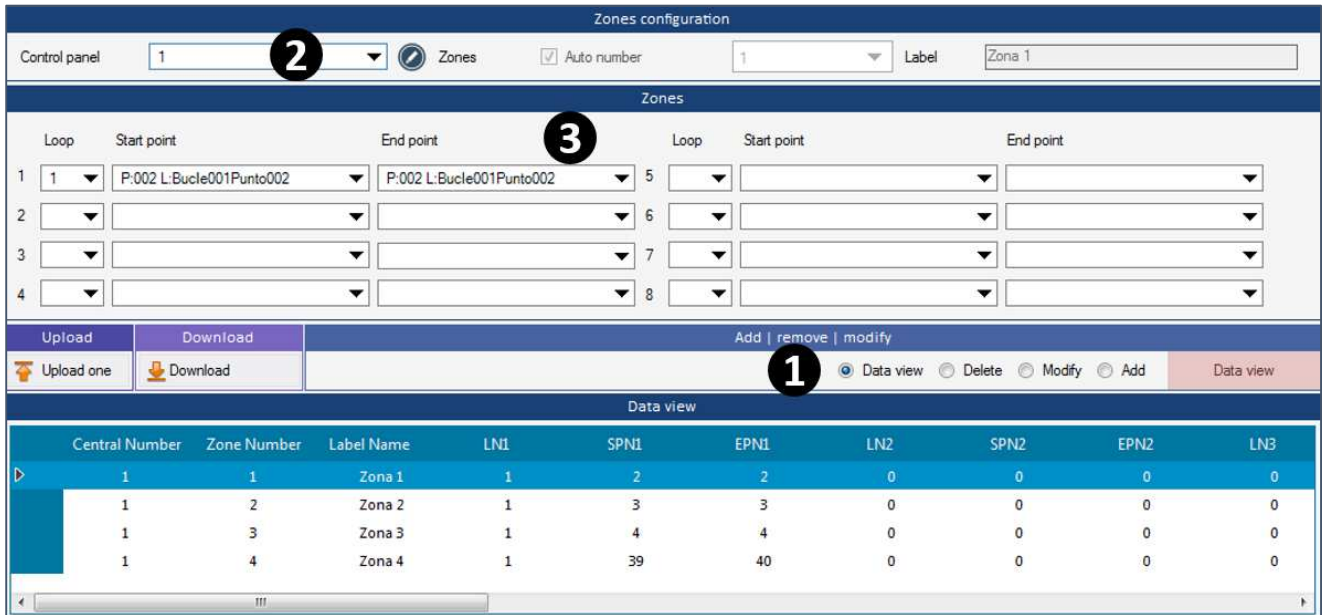 Zones configuration
Control panel 1 2 Zones Auto number 1 Label Zona 1
Zones
Loop Start point End point 3 Loop Start point End point
1 1 P:002 L:Bucle001Punto002 P:002 L:Bucle001Punto002 5
2 6
3 7
4 8
Upload Download Add | remove | modify
Upload one Download 1 Data view Delete Modify Add Data view
Data view
Central Number Zone Number Label Name LN1 SPN1 EPN1 LN2 SPN2 EPN2 LN3
1 1 Zona 1 1 2 2 0 0 0 0
1 2 Zona 2 1 3 3 0 0 0 0
1 3 Zona 3 1 4 4 0 0 0 0
1 4 Zona 4 1 39 40 0 0 0 0